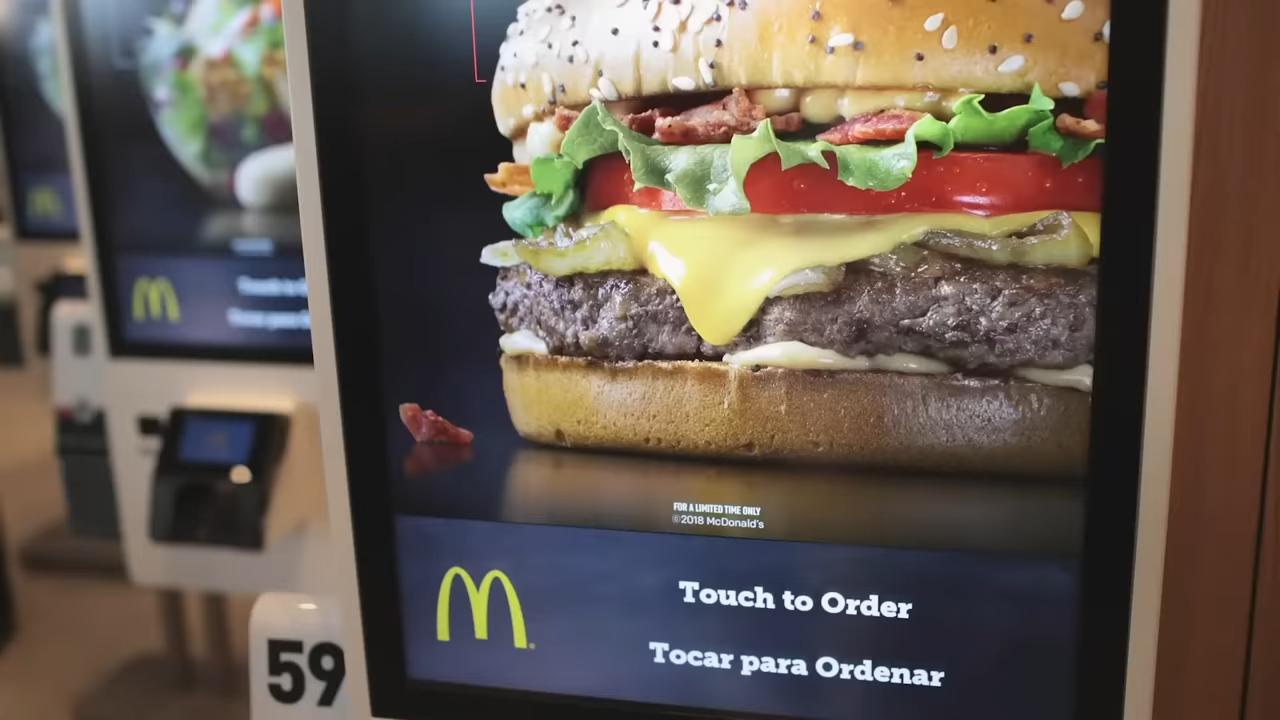 FOR A LIMITED TIME ONLY
©2018 McDonald's
Touch to Order
Tocar para Ordenar
59